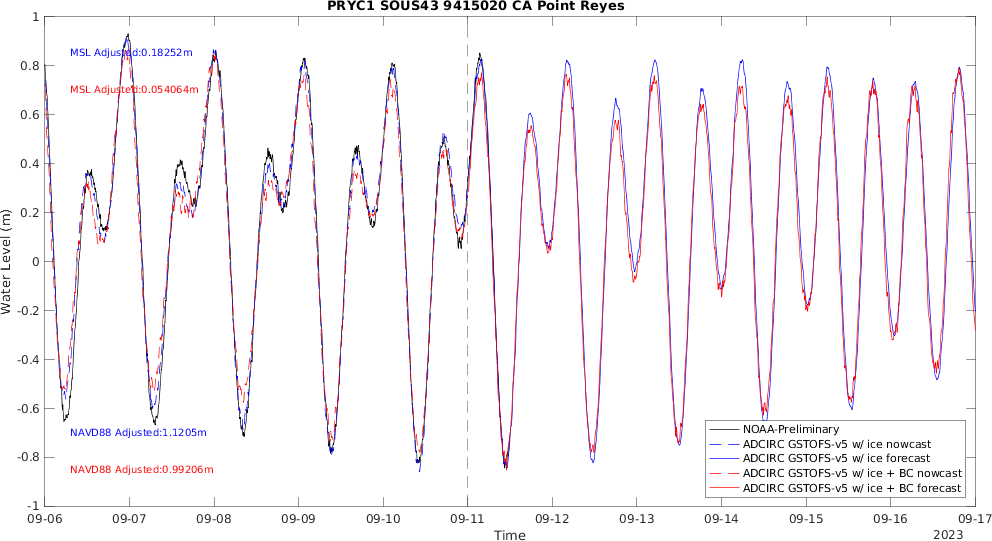 PRYC1 SOUS43 9415020 CA Point Reyes
1
0.8
0.6
0.4
0.2
0
-0.2
-0.4
-0.6
-0.8
-1
Water Level (m)
MSL Adjusted:0.18252m
MSL Adjusted:0.054064m
NAVD88 Adjusted:1.1205m
NAVD88 Adjusted:0.99206m
NOAA-Preliminary
ADCIRC GSTOFS-v5 w/ ice nowcast
ADCIRC GSTOFS-v5 w/ ice forecast
ADCIRC GSTOFS-v5 w/ ice + BC nowcast
ADCIRC GSTOFS-v5 w/ ice + BC forecast
09-06 09-07 09-08 09-09 09-10 09-11 09-12 09-13 09-14 09-15 09-16 09-17
Time
2023